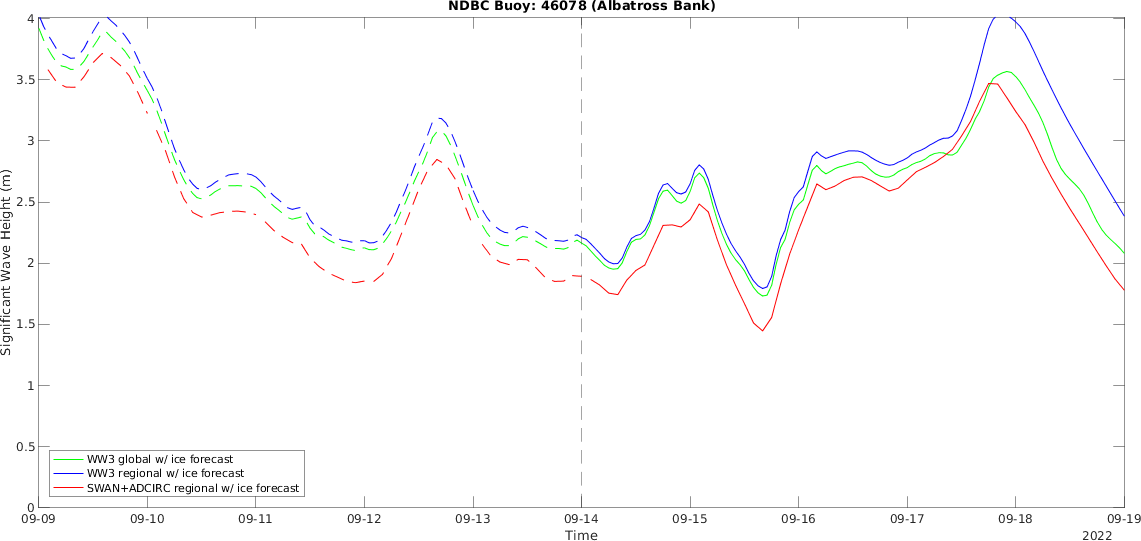 NDBC Buoy: 46078 (Albatross Bank)
4
3.5
3
2.5
2
1.5
1
0.5
0
Significant Wave Height (m)
WW3 global w/ ice forecast
WW3 regional w/ ice forecast
SWAN+ADCIRC regional w/ ice forecast
09-09 09-10 09-11 09-12 09-13 09-14 09-15 09-16 09-17 09-18 09-19
Time
2022